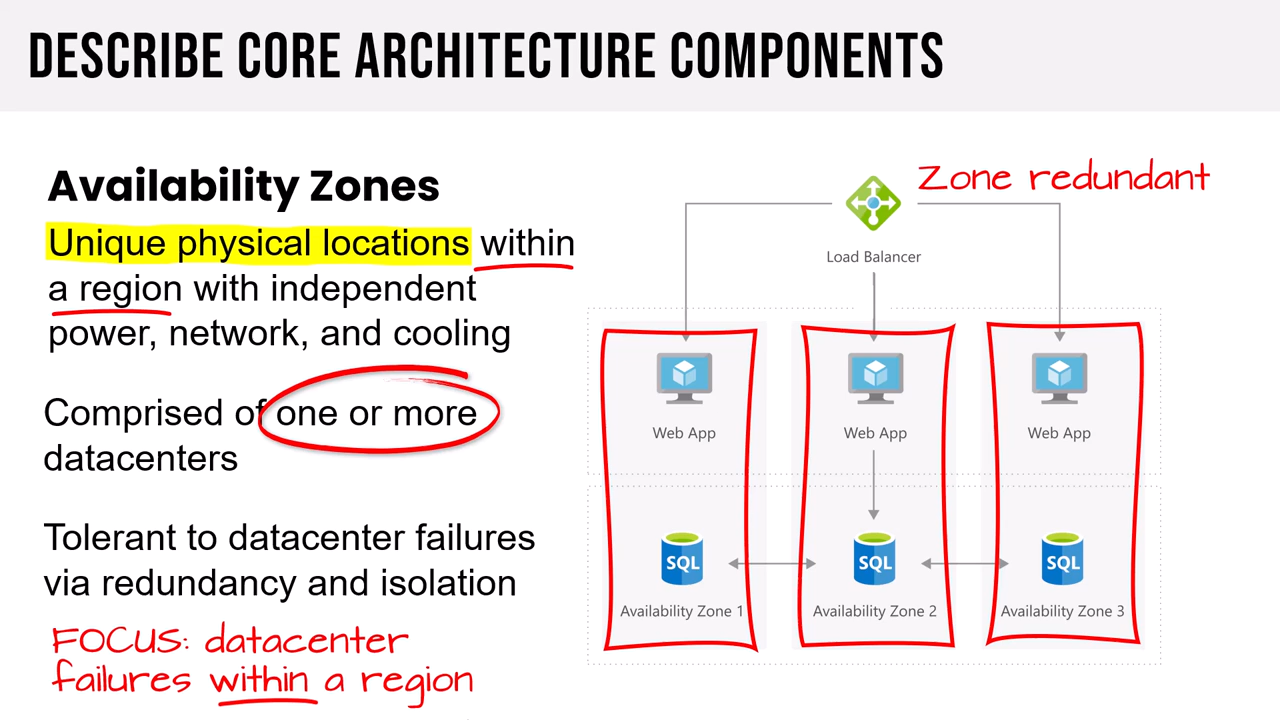 DESCRIBE CORE ARCHITECTURE COMPONENTS
Availability Zones
Unique physical locations within
a region with independent
power, network, and cooling
Comprised of one or more
datacenters
Tolerant to datacenter failures
via redundancy and isolation
FOCUS: datacenter
failures within a region
Zone redundant
Load Balancer
Web App
Web App
Web App
SQL
SQL
SQL
Availability Zone 1
Availability Zone 2
Availability Zone 3